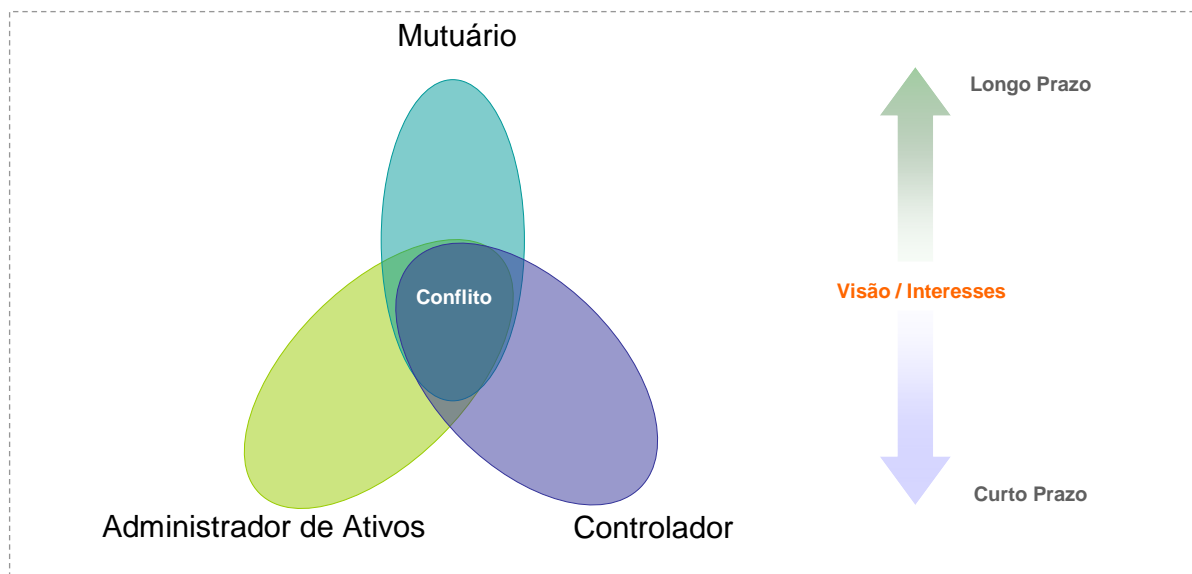 Mutuário
Longo Prazo
Conflito
Visão / Interesses
Curto Prazo
Administrador de Ativos
Controlador